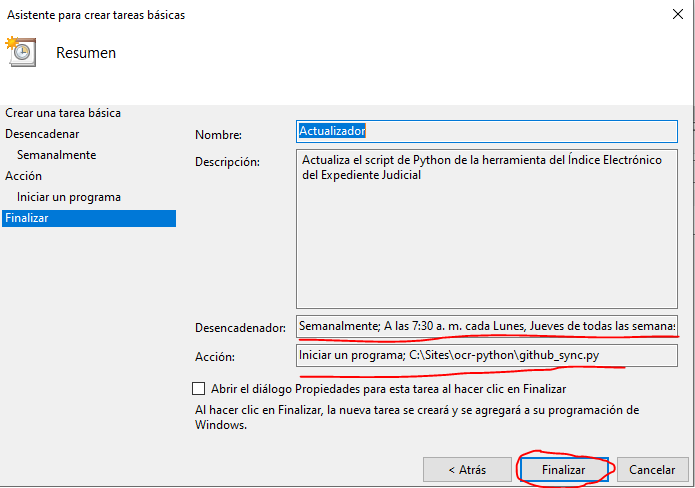 Asistente para crear tareas básicas
Resumen
Crear una tarea básica
Desencadenar
Semanalmente
Acción
Iniciar un programa
Finalizar
Nombre:
Actualizador
Descripción:
Actualiza el script de Python de la herramienta del Índice Electrónico
del Expediente Judicial
Desencadenador:
Semanalmente; A las 7:30 a. m. cada Lunes, Jueves de todas las semanas
Acción:
Iniciar un programa; C:\Sites\ocr-python\github_sync.py
Abrir el diálogo Propiedades para esta tarea al hacer clic en Finalizar
Al hacer clic en Finalizar, la nueva tarea se creará y se agregará a su programación de
Windows.
< Atrás
Finalizar
Cancelar